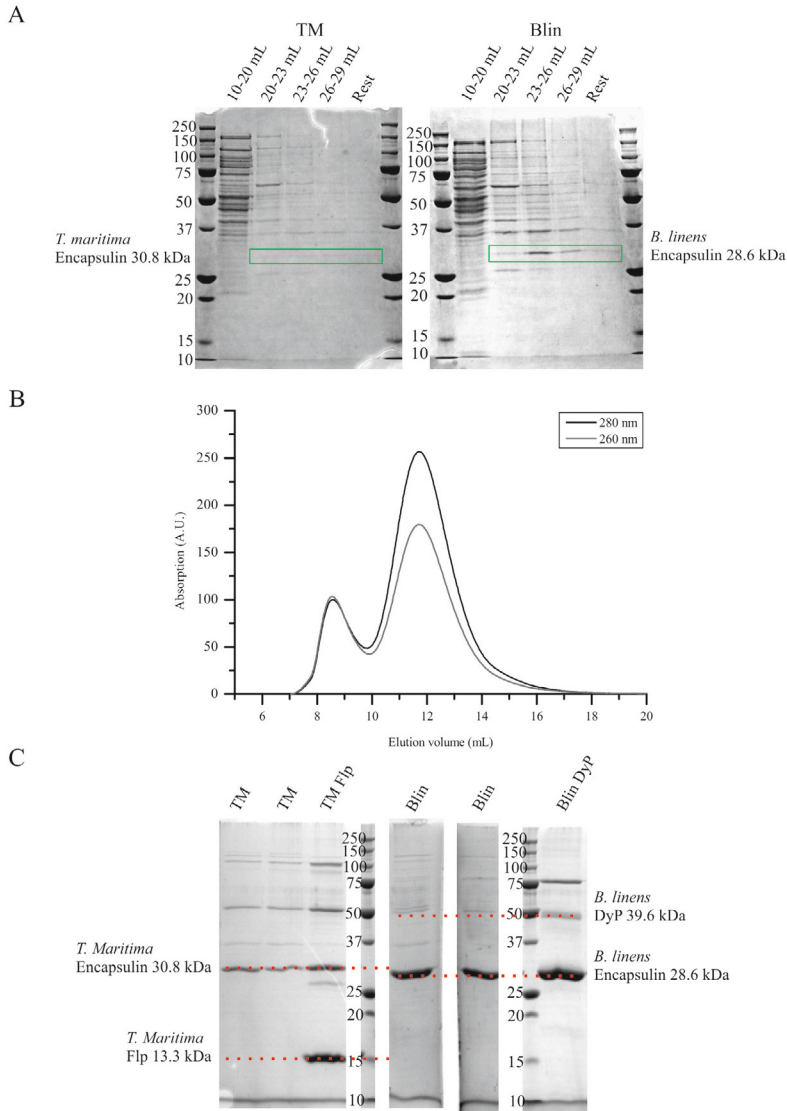 A
TM
Blin
10-20 mL
20-23 mL
23-26 mL
26-29 mL
Rest
10-20 mL
20-23 mL
23-26 mL
26-29 mL
Rest
250
150
100
75
50
37
25
20
15
10
250
150
100
75
50
37
25
20
15
10
T. maritima
Encapsulin 30.8 kDa
B. linens
Encapsulin 28.6 kDa
B
300
250
200
150
100
50
0
Absorption (A.U.)
280 nm
260 nm
6 8 10 12 14 16 18 20
Elution volume (mL)
C
TM
TM
TM Flp
Blin
Blin
Blin DyP
250
150
100
75
50
37
25
20
15
10
250
150
100
75
50
37
25
20
15
10
T. Maritima
Encapsulin 30.8 kDa
T. Maritima
Flp 13.3 kDa
B. linens
DyP 39.6 kDa
B. linens
Encapsulin 28.6 kDa